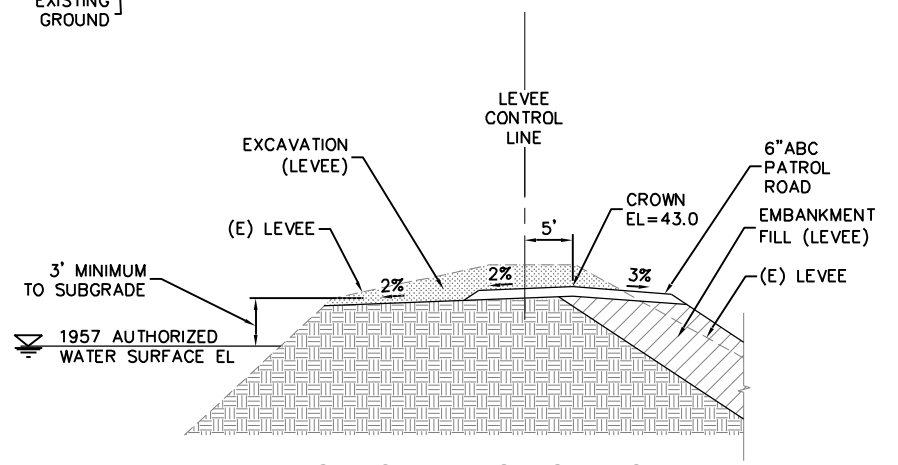 EXISTING
GROUND
LEVEE
CONTROL
LINE
EXCAVATION
(LEVEE)
6"ABC
PATROL
ROAD
CROWN
EL=43.0
EMBANKMENT
FILL (LEVEE)
(E) LEVEE
5'
(E) LEVEE
3' MINIMUM
TO SUBGRADE
2%
2%
3%
1957 AUTHORIZED
WATER SURFACE EL